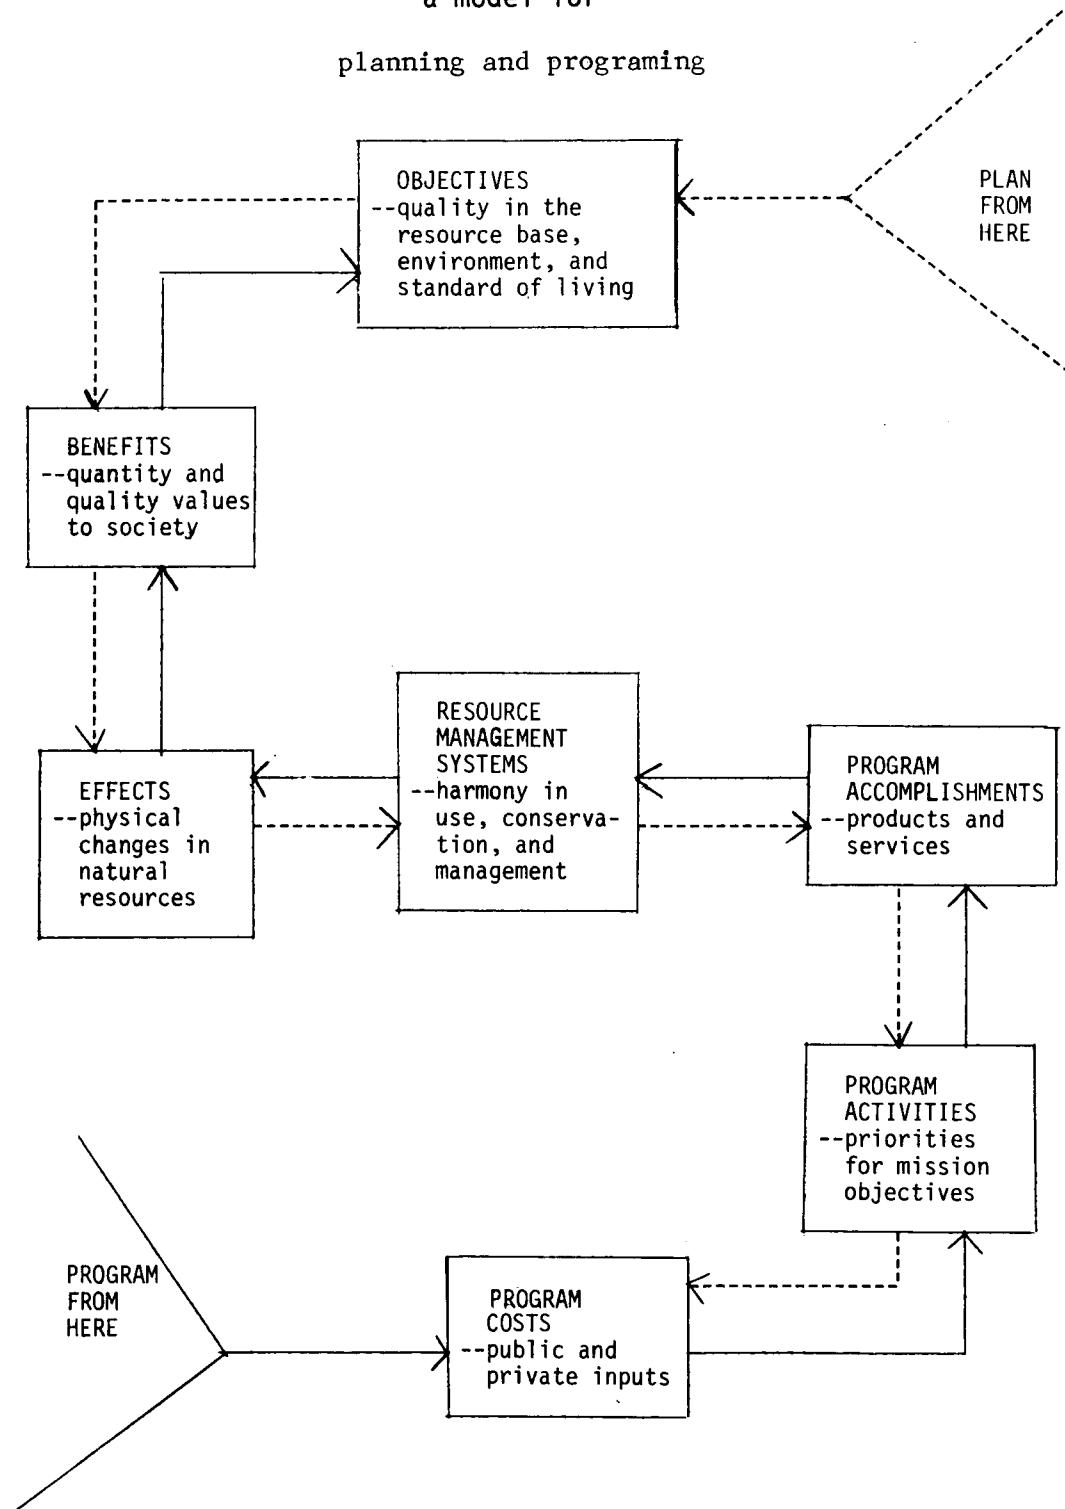 a model for
planning and programing
OBJECTIVES
--quality in the
resource base,
environment, and
standard of living
PLAN
FROM
HERE
BENEFITS
--quantity and
quality values
to society
EFFECTS
--physical
changes in
natural
resources
RESOURCE
MANAGEMENT
SYSTEMS
--harmony in
use, conserva-
tion, and
management
PROGRAM
ACCOMPLISHMENTS
--products and
services
PROGRAM
ACTIVITIES
--priorities
for mission
objectives
PROGRAM
FROM
HERE
PROGRAM
COSTS
--public and
private inputs